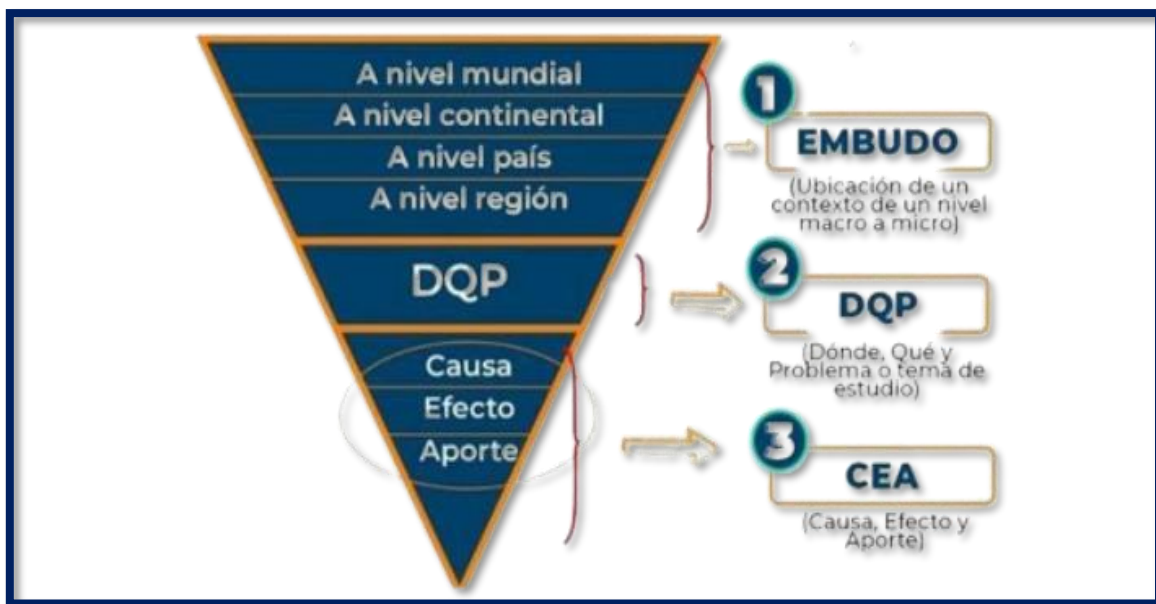 A nivel mundial
A nivel continental
A nivel país
A nivel región
DQP
Causa
Efecto
Aporte
1
EMBUDO
(Ubicación de un
contexto de un nivel
macro a micro)
2
DQP
(Dónde, Qué y
Problema o tema de
estudio)
3
CEA
(Causa, Efecto y
Aporte)